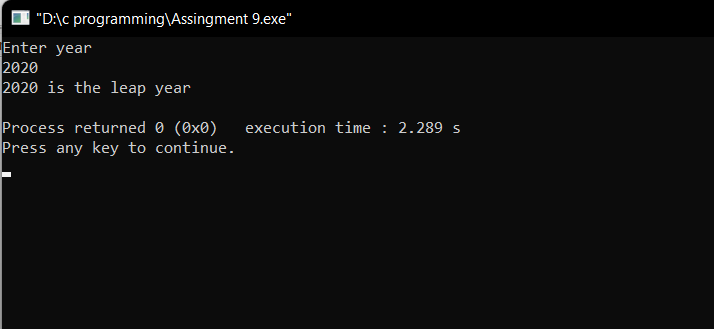 "D:\c programming\Assingment 9.exe"
Enter year
2020
2020 is the leap year
Process returned 0 (0x0)   execution time : 2.289 s
Press any key to continue.